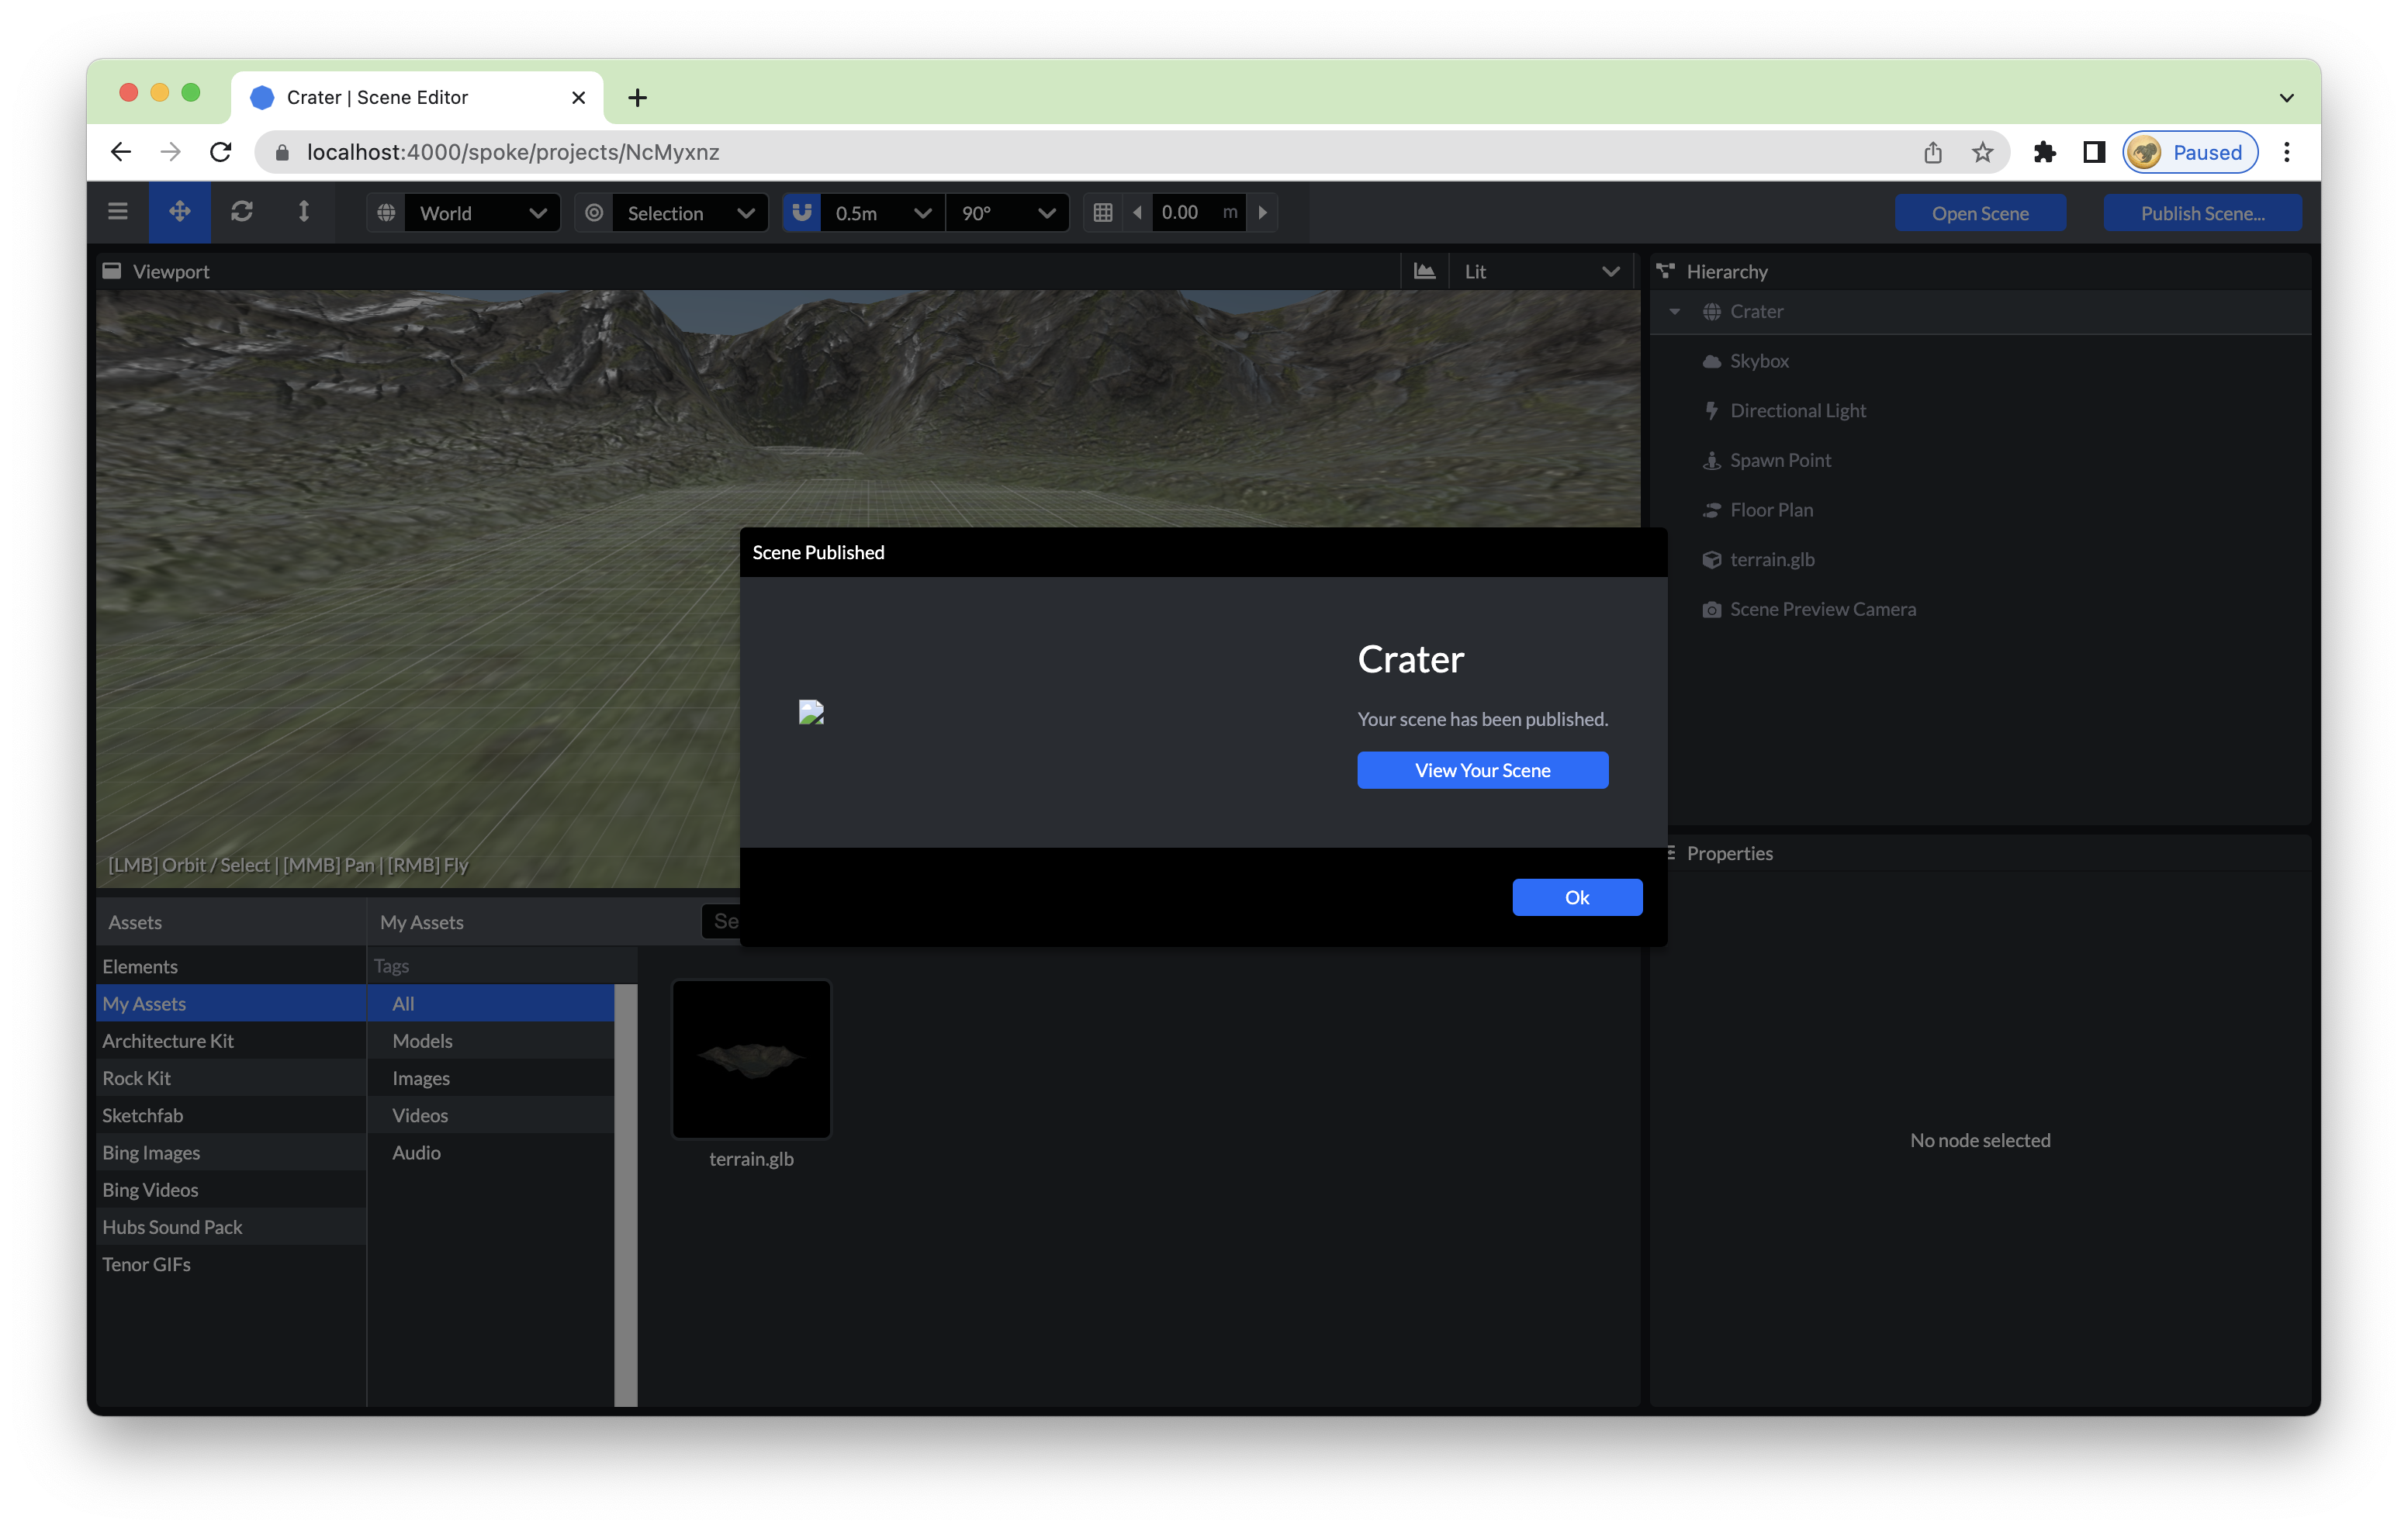 Crater | Scene Editor
localhost:4000/spoke/projects/NcMyxnz
Paused
World
Selection
0.5m
90°
0.00 m
Open Scene
Publish Scene...
Viewport
Lit
Hierarchy
Crater
Skybox
Directional Light
Spawn Point
Floor Plan
terrain.glb
Scene Preview Camera
[LMB] Orbit / Select | [MMB] Pan | [RMB] Fly
Scene Published
Crater
Your scene has been published.
View Your Scene
Ok
Properties
No node selected
Assets
Elements
My Assets
Architecture Kit
Rock Kit
Sketchfab
Bing Images
Bing Videos
Hubs Sound Pack
Tenor GIFs
My Assets
Se
Tags
All
Models
Images
Videos
Audio
terrain.glb